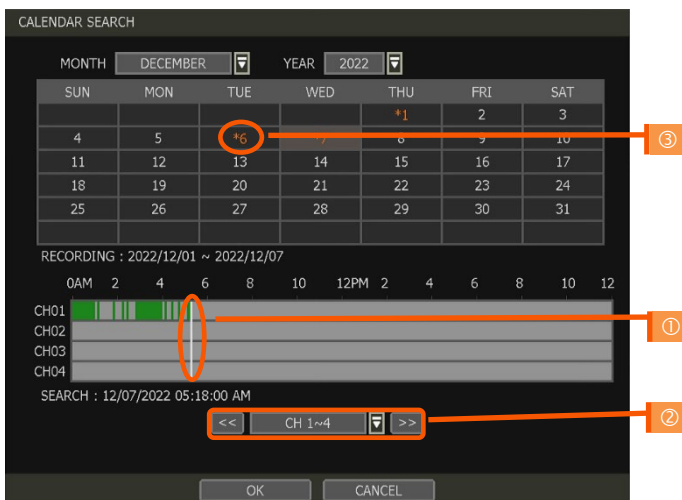 CALENDAR SEARCH
MONTH DECEMBER YEAR 2022
SUN MON TUE WED THU FRI SAT
*1 2 3
4 5 *6 *7 8 9 10
③
11 12 13 14 15 16 17
18 19 20 21 22 23 24
25 26 27 28 29 30 31
RECORDING : 2022/12/01 ~ 2022/12/07
0AM 2 4 6 8 10 12PM 2 4 6 8 10 12
CH01
①
CH02
CH03
CH04
SEARCH : 12/07/2022 05:18:00 AM
<< CH 1~4 >>
②
OK CANCEL